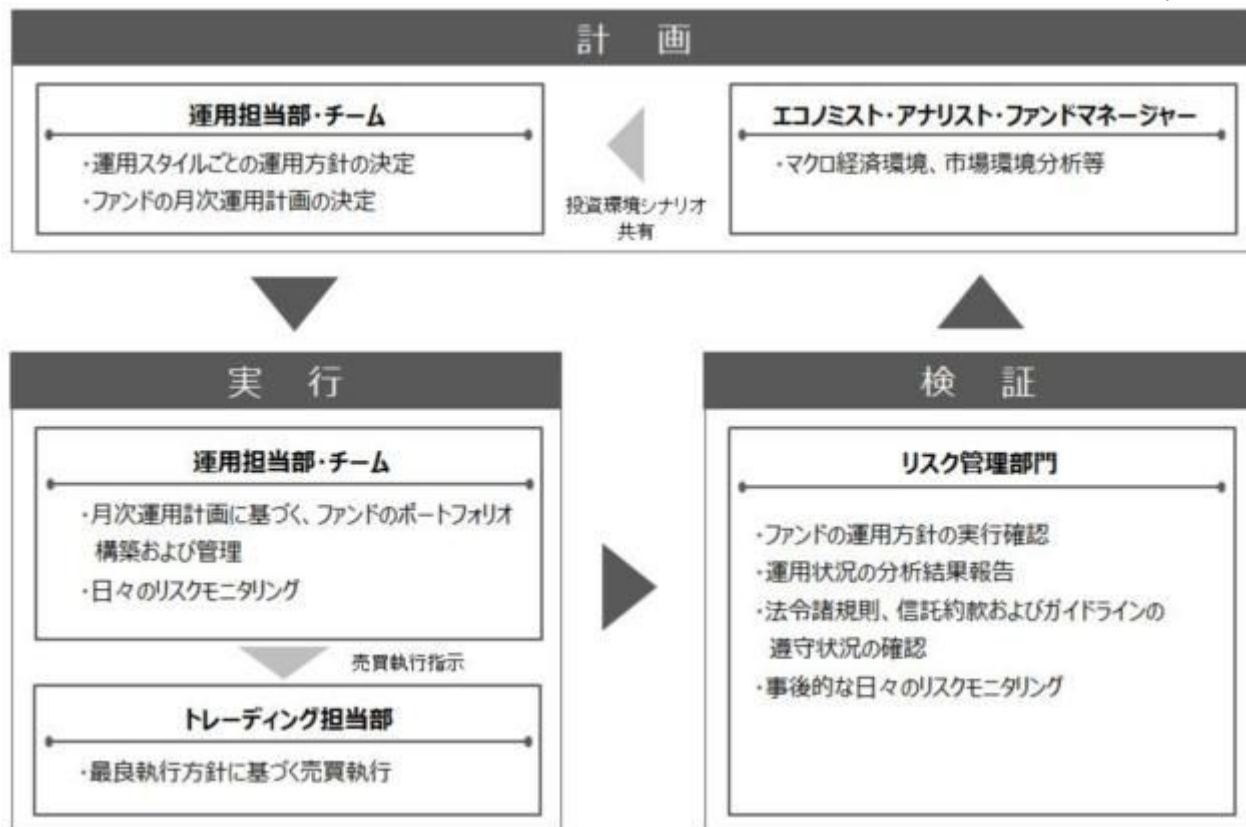 計 画
運用担当部・チーム
・運用スタイルごとの運用方針の決定
・ファンドの月次運用計画の決定
投資環境シナリオ
共有
エコノミスト・アナリスト・ファンドマネージャー
・マクロ経済環境、市場環境分析等
実 行
運用担当部・チーム
・月次運用計画に基づく、ファンドのポートフォリオ
構築および管理
・日々のリスクモニタリング
売買執行指示
トレーディング担当部
・最良執行方針に基づく売買執行
検 証
リスク管理部門
・ファンドの運用方針の実行確認
・運用状況の分析結果報告
・法令諸規則、信託約款およびガイドラインの
遵守状況の確認
・事後的な日々のリスクモニタリング